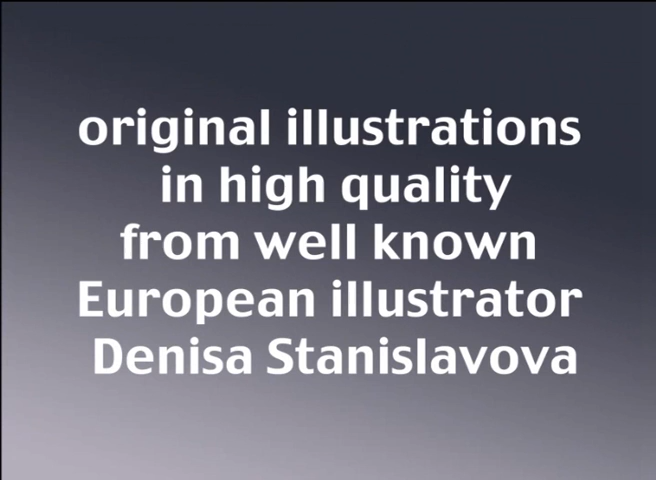 original illustrations
in high quality
from well known
European illustrator
Denisa Stanislavova